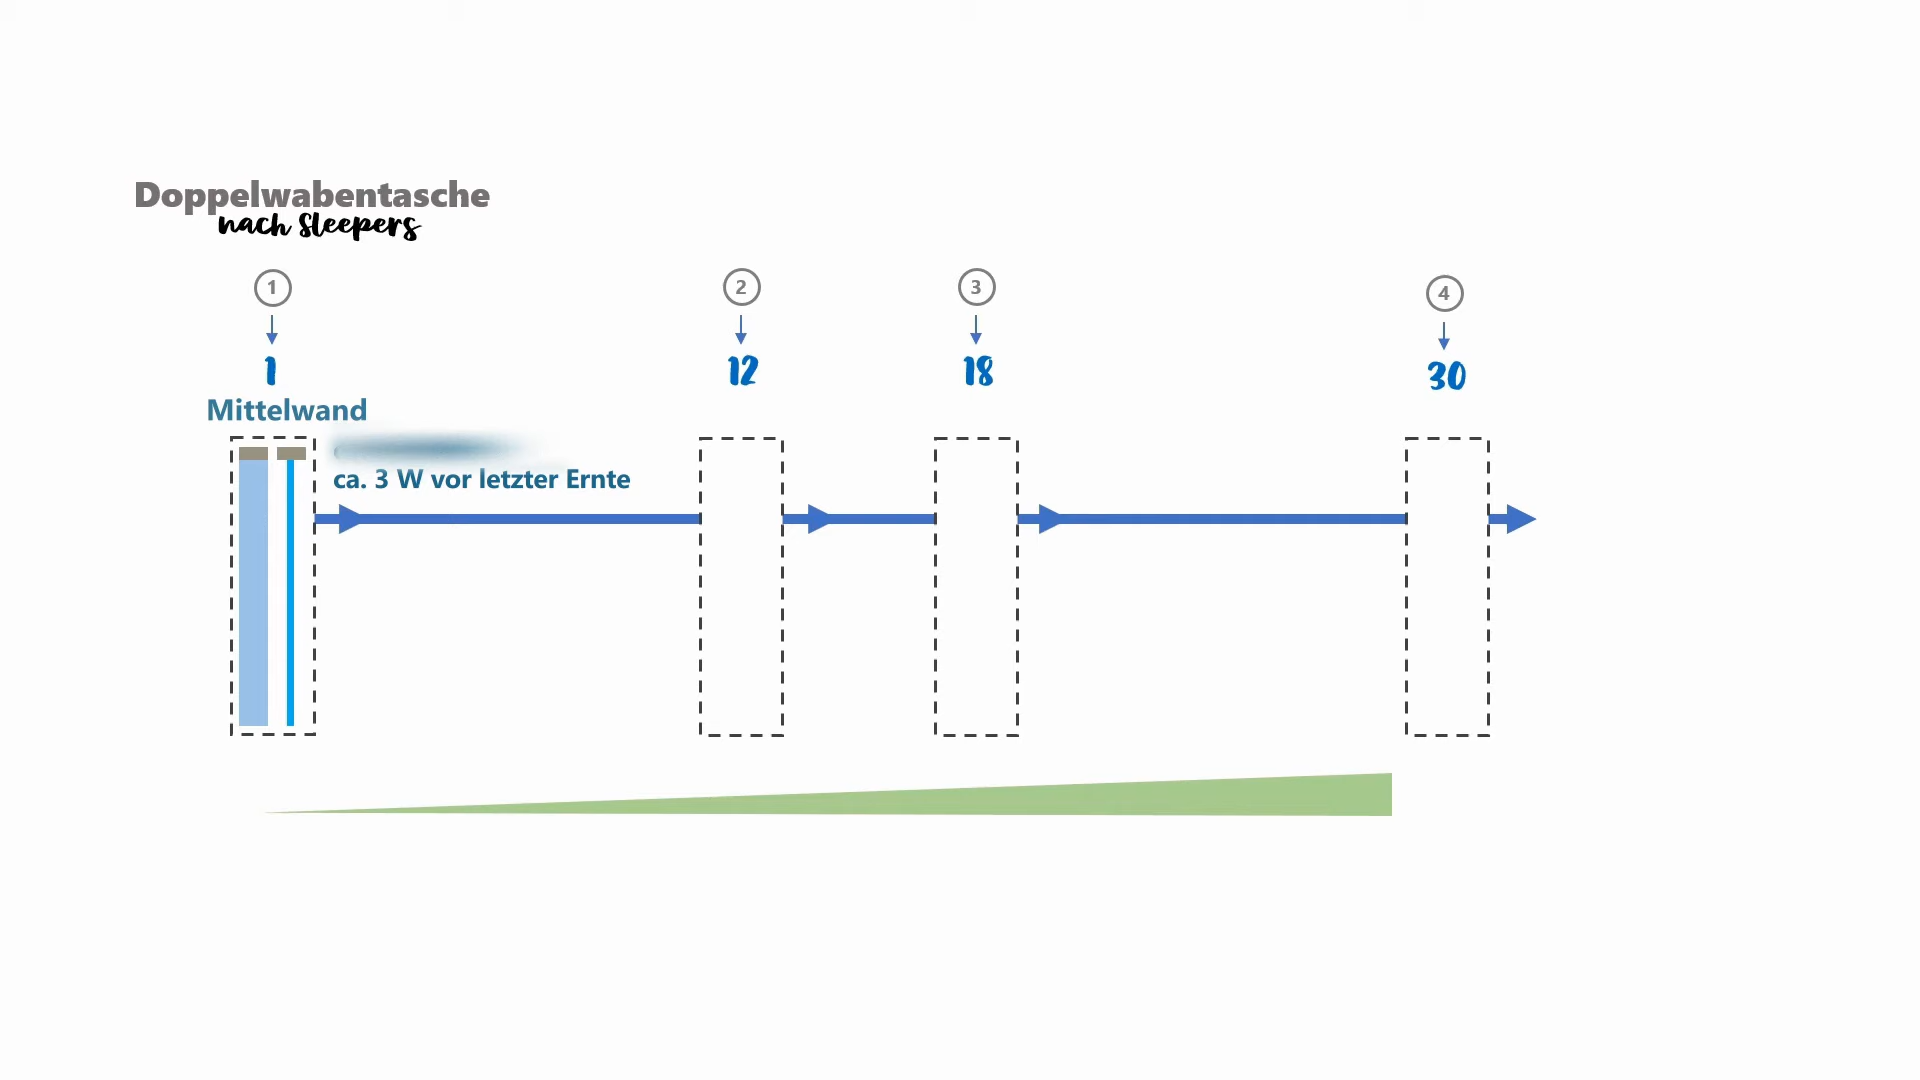 Doppelwabentasche
nach Sleepers
1 2 3 4
1 12 18 30
Mittelwand
ca. 3 W vor letzter Ernte